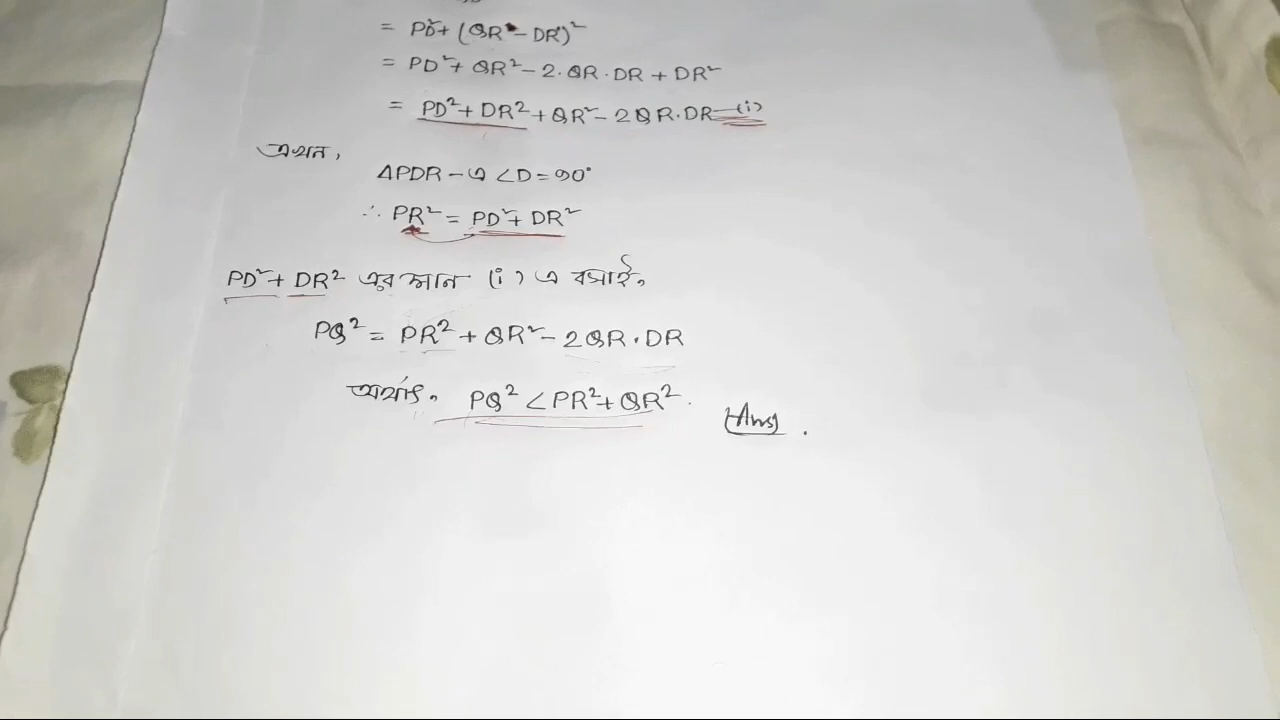 = PD²+ (QR - DR)²
= PD²+ QR² - 2.QR.DR + DR²
= PD²+DR²+QR²- 2QR.DR —(i)
এখন,
ΔPDR - এ ∠D = 90°
∴ PR² = PD²+ DR²
PD²+ DR² এর মান (i) এ বসাই,
PQ² = PR² + QR² - 2QR.DR
অর্থাৎ, PQ² < PR²+ QR². (Ans).